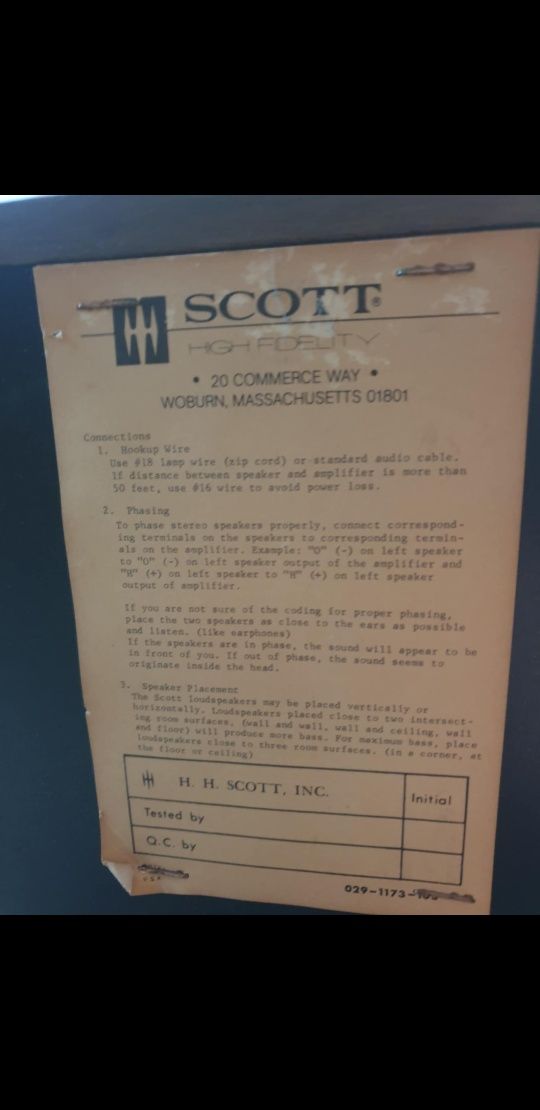 SCOTT®
HIGH FIDELITY
• 20 COMMERCE WAY •
WOBURN, MASSACHUSETTS 01801
Connections
1. Hookup Wire
Use #18 lamp wire (zip cord) or standard audio cable.
If distance between speaker and amplifier is more than
50 feet, use #16 wire to avoid power loss.
2. Phasing
To phase stereo speakers properly, connect correspond-
ing terminals on the speakers to corresponding termin-
als on the amplifier. Example: "O" (-) on left speaker
to "O" (-) on left speaker output of the amplifier and
"H" (+) on left speaker to "H" (+) on left speaker
output of amplifier.
If you are not sure of the coding for proper phasing,
place the two speakers as close to the ears as possible
and listen. (like earphones)
If the speakers are in phase, the sound will appear to be
in front of you. If out of phase, the sound seems to
originate inside the head.
3. Speaker Placement
The Scott loudspeakers may be placed vertically or
horizontally. Loudspeakers placed close to two intersect-
ing room surfaces, (wall and wall, wall and ceiling, wall
and floor) will produce more bass. For maximum bass, place
loudspeakers close to three room surfaces. (in a corner, at
the floor or ceiling)
H. H. SCOTT, INC.
Initial
Tested by
Q.C. by
USA
029-1173-